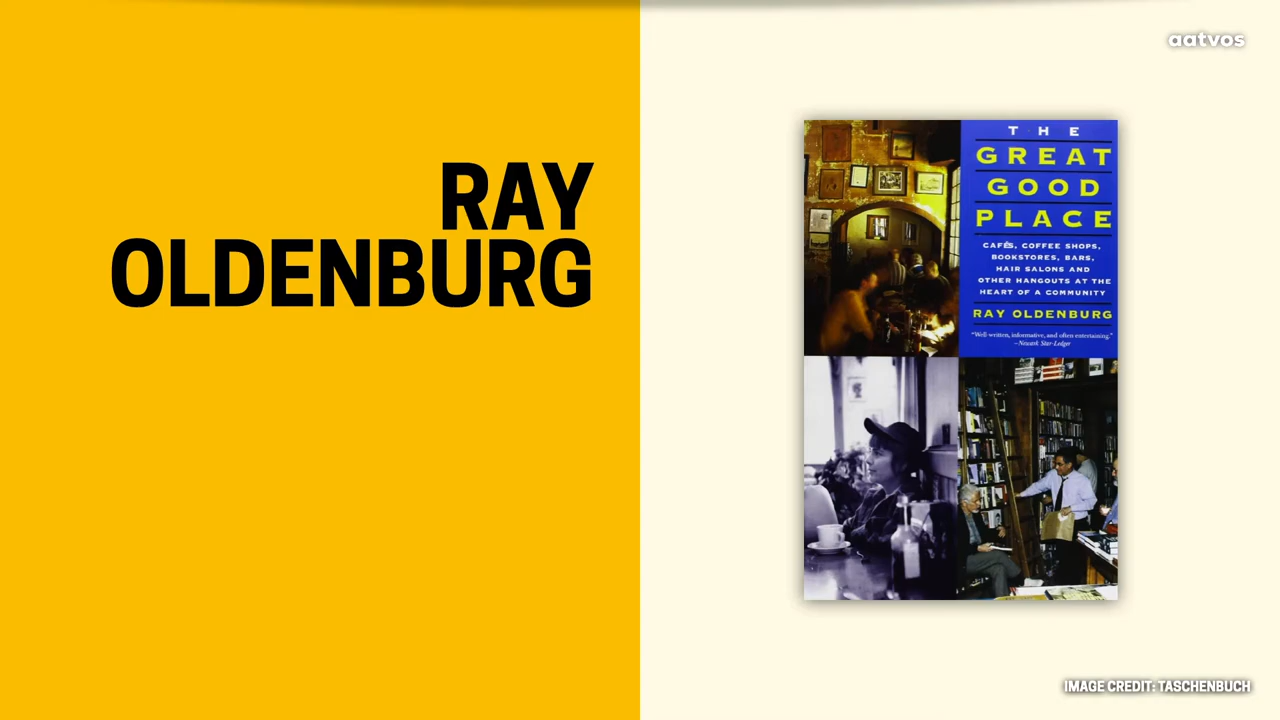 RAY
OLDENBURG
aatvos
THE
GREAT
GOOD
PLACE
CAFÉS, COFFEE SHOPS,
BOOKSTORES, BARS,
HAIR SALONS AND
OTHER HANGOUTS AT THE
HEART OF A COMMUNITY
RAY OLDENBURG
"Well-written, informative, and often entertaining."
—Newark Star-Ledger
IMAGE CREDIT: TASCHENBUCH